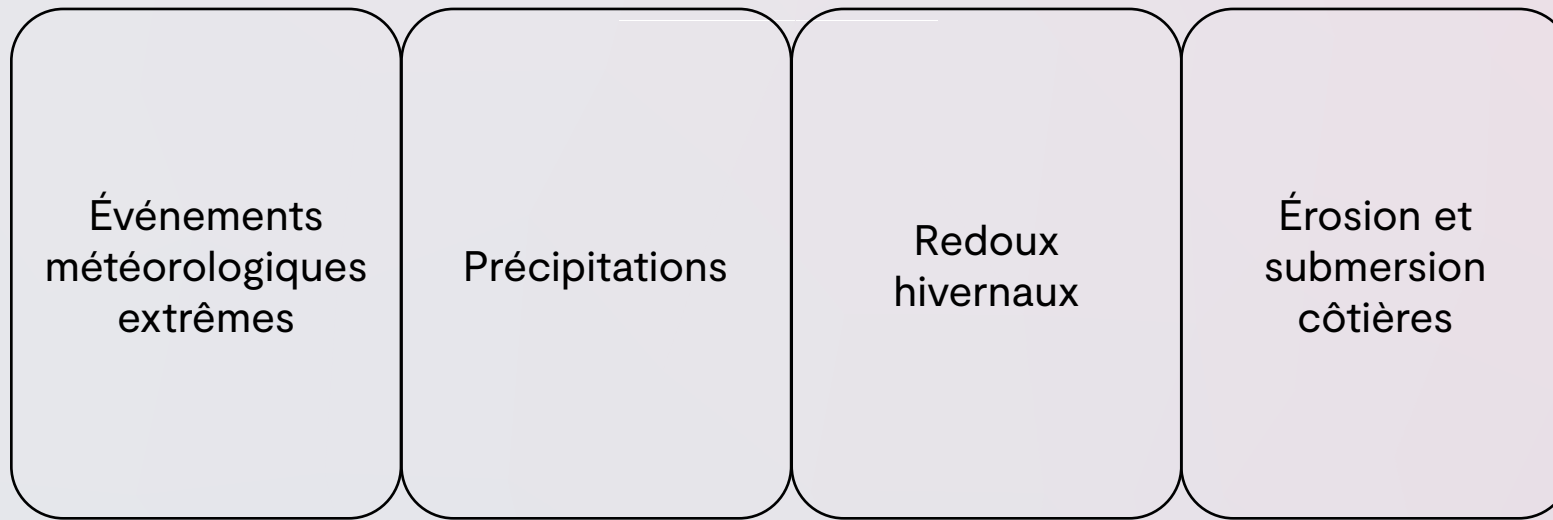 Événements
météorologiques
extrêmes
Précipitations
Redoux
hivernaux
Érosion et
submersion
côtières